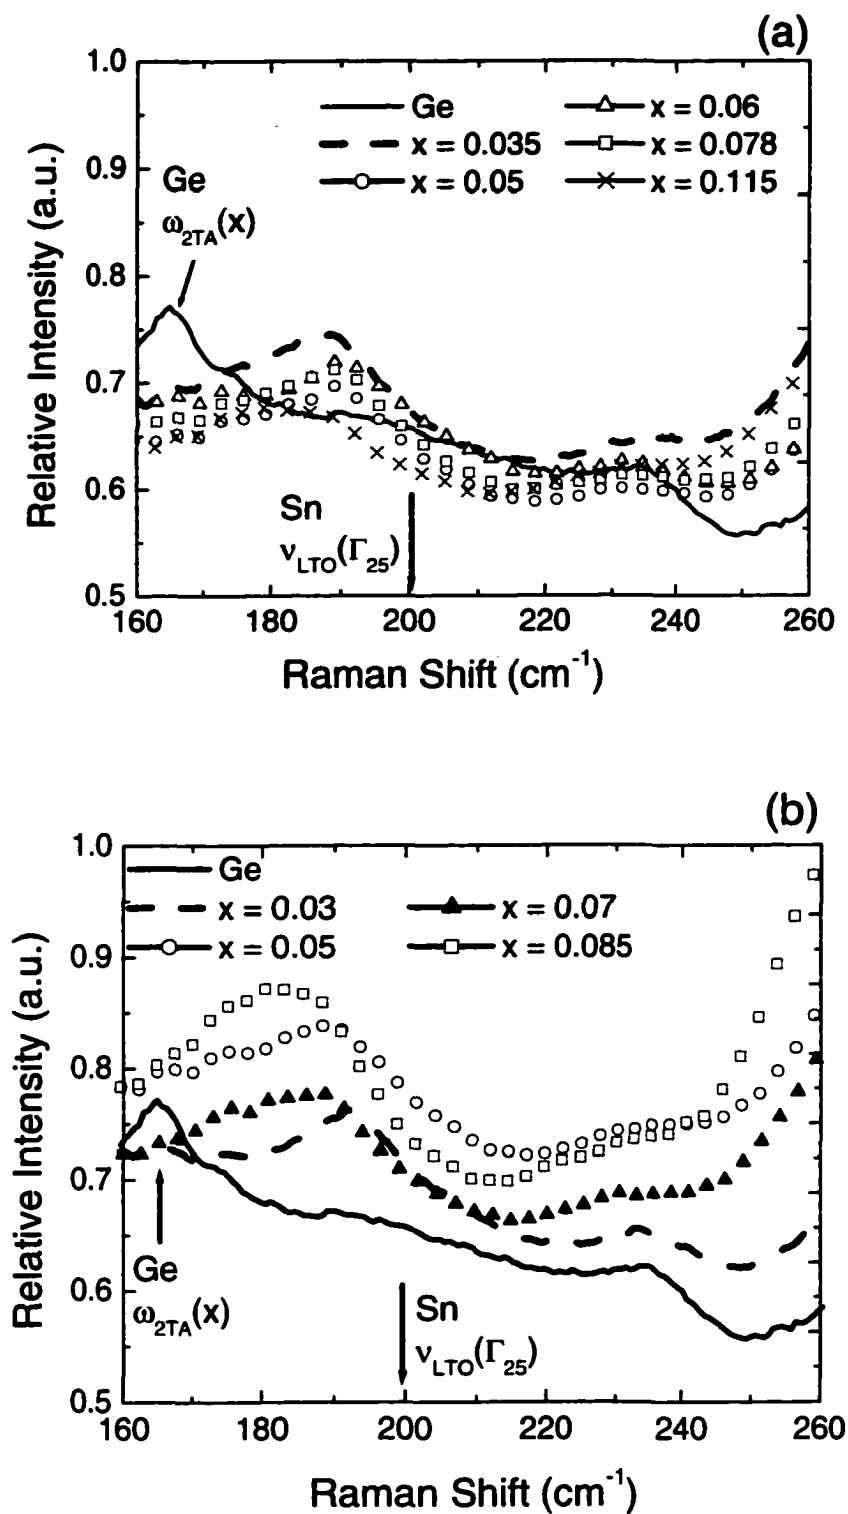 (a)
1.0
0.9
0.8
0.7
0.6
0.5
Relative Intensity (a.u.)
Ge
x = 0.035
x = 0.05
x = 0.06
x = 0.078
x = 0.115
Ge
ω2TA(x)
Sn
νLTO(Γ25)
160 180 200 220 240 260
Raman Shift (cm-1)
(b)
1.0
0.9
0.8
0.7
0.6
0.5
Relative Intensity (a.u.)
Ge
x = 0.03
x = 0.05
x = 0.07
x = 0.085
Ge
ω2TA(x)
Sn
νLTO(Γ25)
160 180 200 220 240 260
Raman Shift (cm-1)